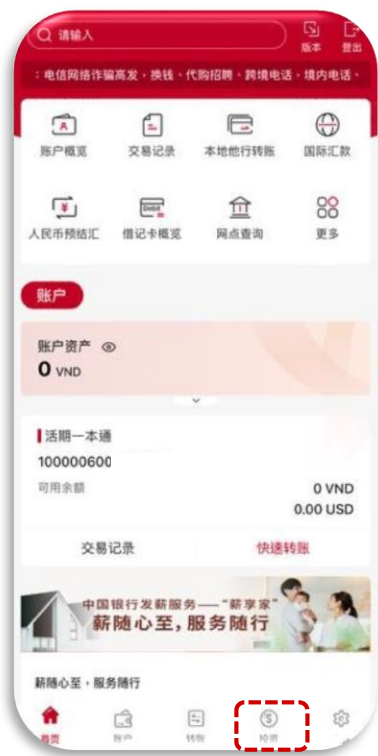 请输入
版本 登出
：电信网络诈骗高发，换钱、代购招聘、跨境电话、境内电话、
账户概览 交易记录 本地他行转账 国际汇款
人民币预结汇 借记卡概览 网点查询 更多
账户
账户资产
0 VND
活期一本通
100000600
可用余额
0 VND
0.00 USD
交易记录 快速转账
中国银行发薪服务——“薪享家”
薪随心至，服务随行
薪随心至，服务随行
首页 账户 转账